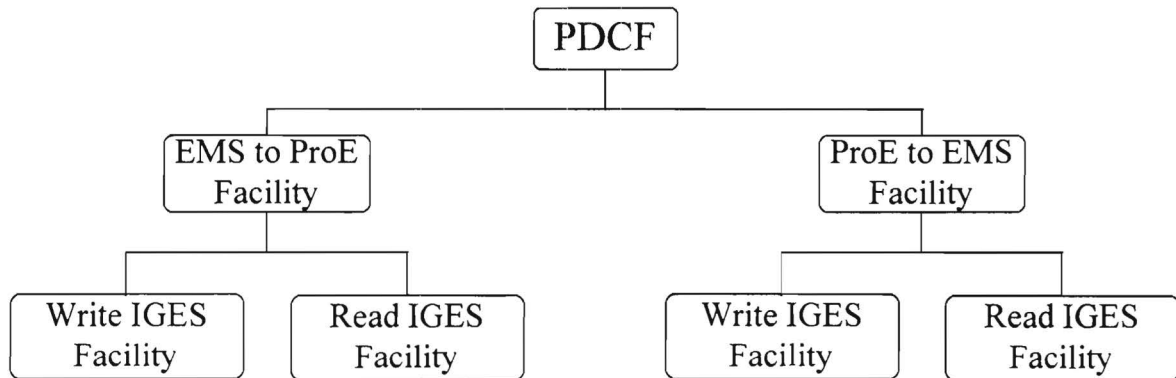 PDCF
EMS to ProE
Facility
ProE to EMS
Facility
Write IGES
Facility
Read IGES
Facility
Write IGES
Facility
Read IGES
Facility